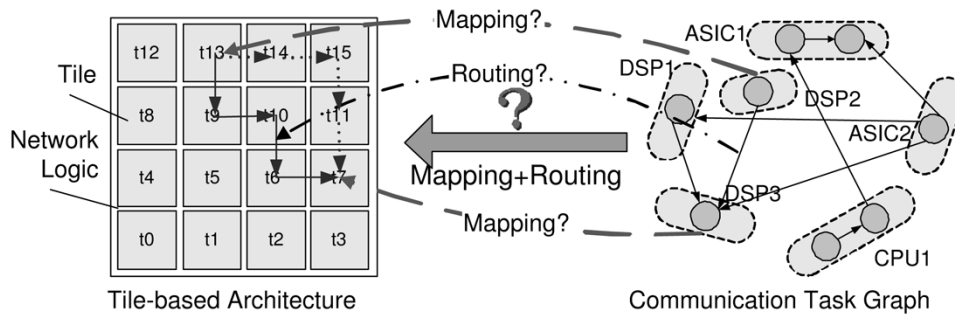 Mapping?
ASIC1
t12 t13 t14 t15
DSP1
Tile
Routing?
DSP2
t8 t9 t10 t11
?
ASIC2
Network
Logic
t4 t5 t6 t7
Mapping+Routing
DSP3
Mapping?
t0 t1 t2 t3
CPU1
Tile-based Architecture
Communication Task Graph